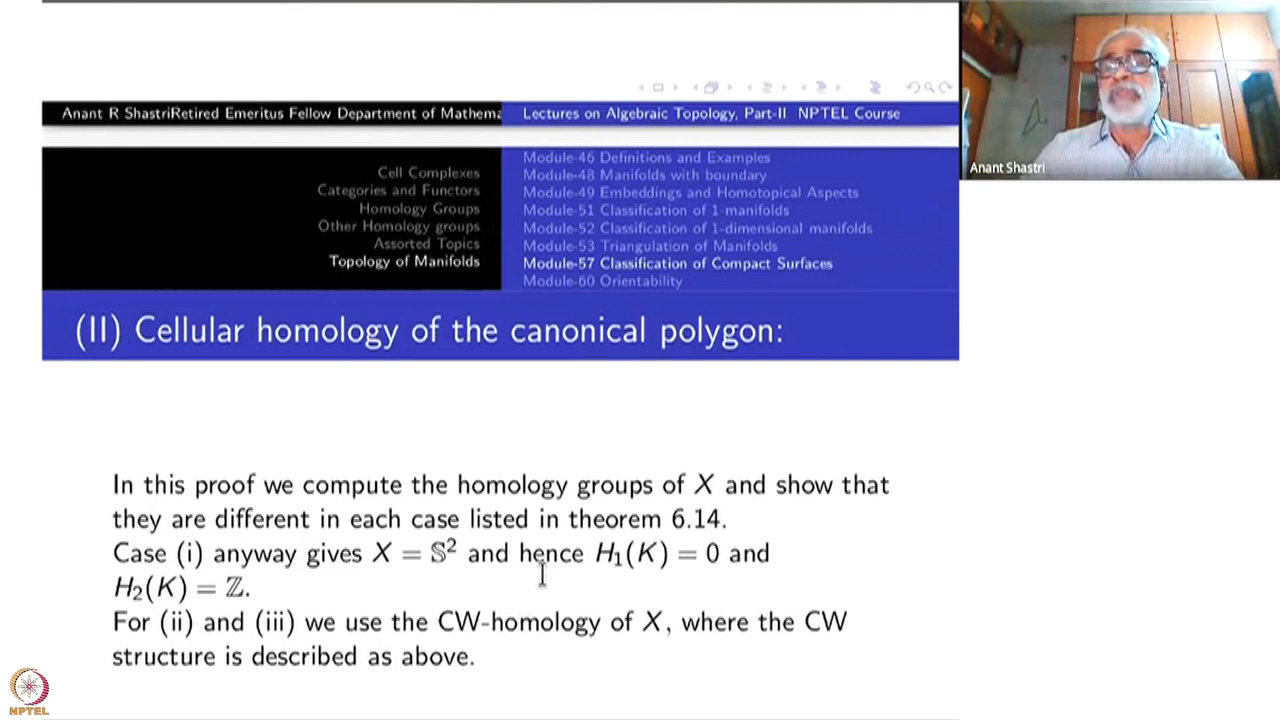 Anant R ShastriRetired Emeritus Fellow Department of Mathema
Lectures on Algebraic Topology, Part-II NPTEL Course
Cell Complexes
Categories and Functors
Homology Groups
Other Homology groups
Assorted Topics
Topology of Manifolds
Module-46 Definitions and Examples
Module-48 Manifolds with boundary
Module-49 Embeddings and Homotopical Aspects
Module-51 Classification of 1-manifolds
Module-52 Classification of 1-dimensional manifolds
Module-53 Triangulation of Manifolds
Module-57 Classification of Compact Surfaces
Module-60 Orientability
(II) Cellular homology of the canonical polygon:
In this proof we compute the homology groups of X and show that
they are different in each case listed in theorem 6.14.
Case (i) anyway gives X = 𝕊² and hence H₁(K) = 0 and
H₂(K) = ℤ.
For (ii) and (iii) we use the CW-homology of X, where the CW
structure is described as above.
Anant Shastri
NPTEL